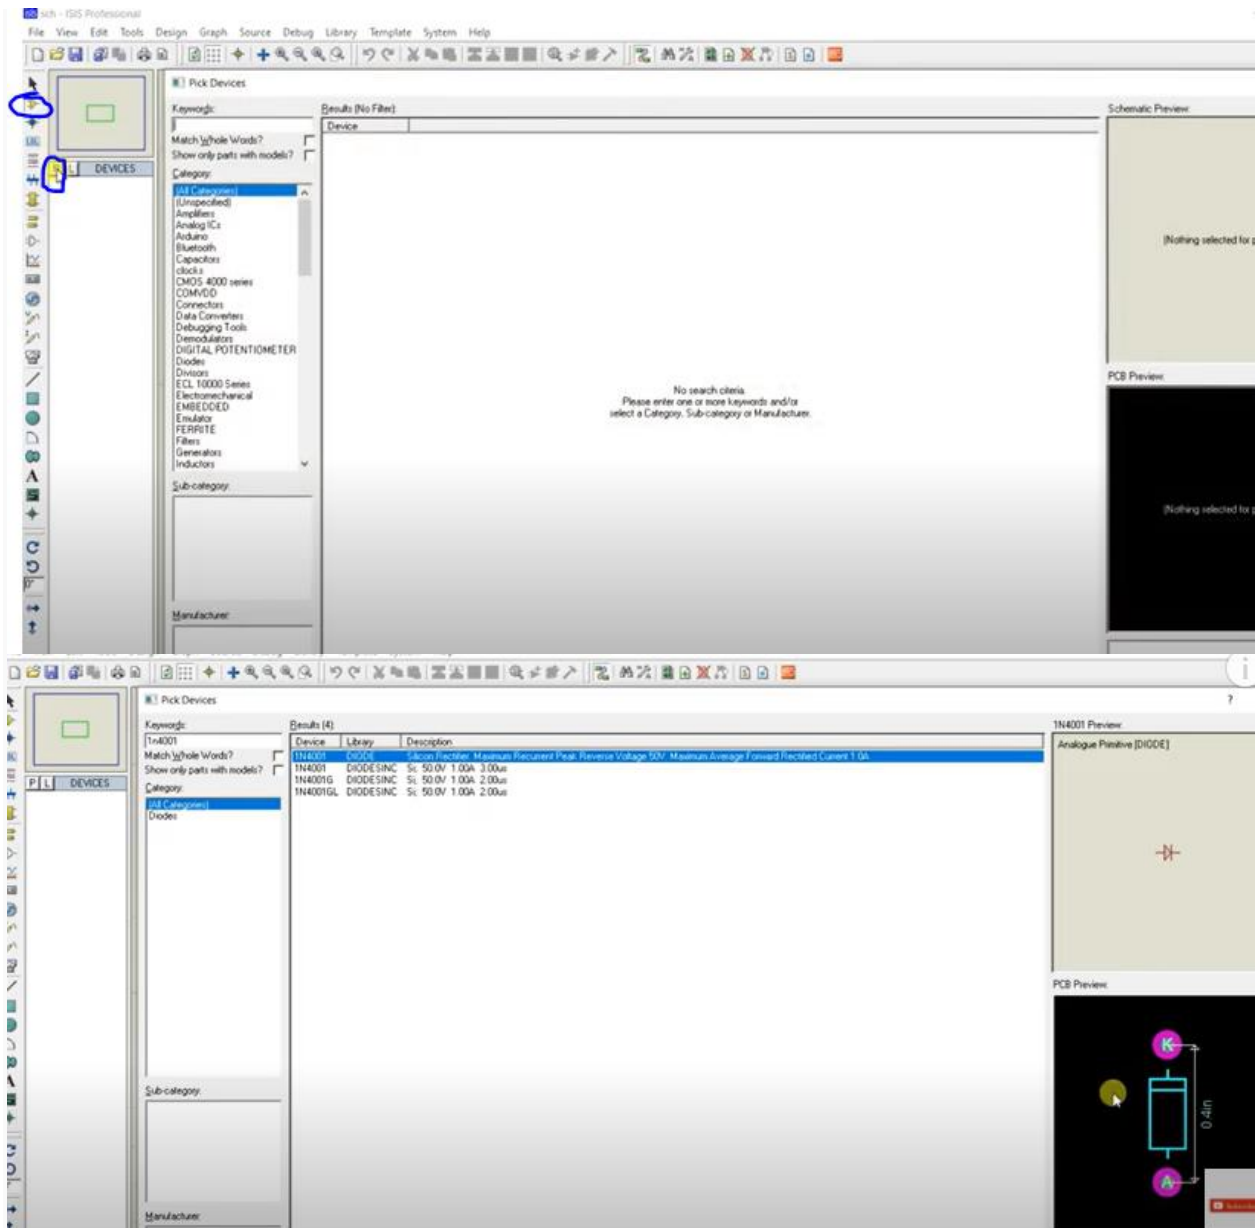 isis sch - ISIS Professional
File View Edit Tools Design Graph Source Debug Library Template System Help
Pick Devices
Keywords:
Results (No Filter):
Schematic Preview:
Device
Match Whole Words?
Show only parts with models?
L DEVICES
Category:
(All Categories)
(Unspecified)
Amplifiers
Analog ICs
Arduino
Bluetooth
Capacitors
clocks
CMOS 4000 series
COMVDD
Connectors
Data Converters
Debugging Tools
Demodulators
DIGITAL POTENTIOMETER
Diodes
Divisors
ECL 10000 Series
Electromechanical
EMBEDDED
Emulator
FERRITE
Filters
Generators
Inductors
(Nothing selected for p
PCB Preview:
No search criteria.
Please enter one or more keywords and/or
select a Category, Sub-category or Manufacturer.
Sub-category:
(Nothing selected for p
Manufacturer:
Pick Devices
?
Keywords:
Results (4):
1N4001 Preview:
1n4001
Device Library Description
Analogue Primitive [DIODE]
Match Whole Words?
1N4001 DIODE Silicon Rectifier. Maximum Recurrent Peak Reverse Voltage 50V. Maximum Average Forward Rectified Current 1.0A
Show only parts with models?
1N4001 DIODESINC Si; 50.0V 1.00A 3.00us
P L DEVICES
1N4001G DIODESINC Si; 50.0V 1.00A 2.00us
1N4001GL DIODESINC Si; 50.0V 1.00A 2.00us
Category:
(All Categories)
Diodes
PCB Preview:
K
0.4in
A
Sub-category:
Manufacturer: